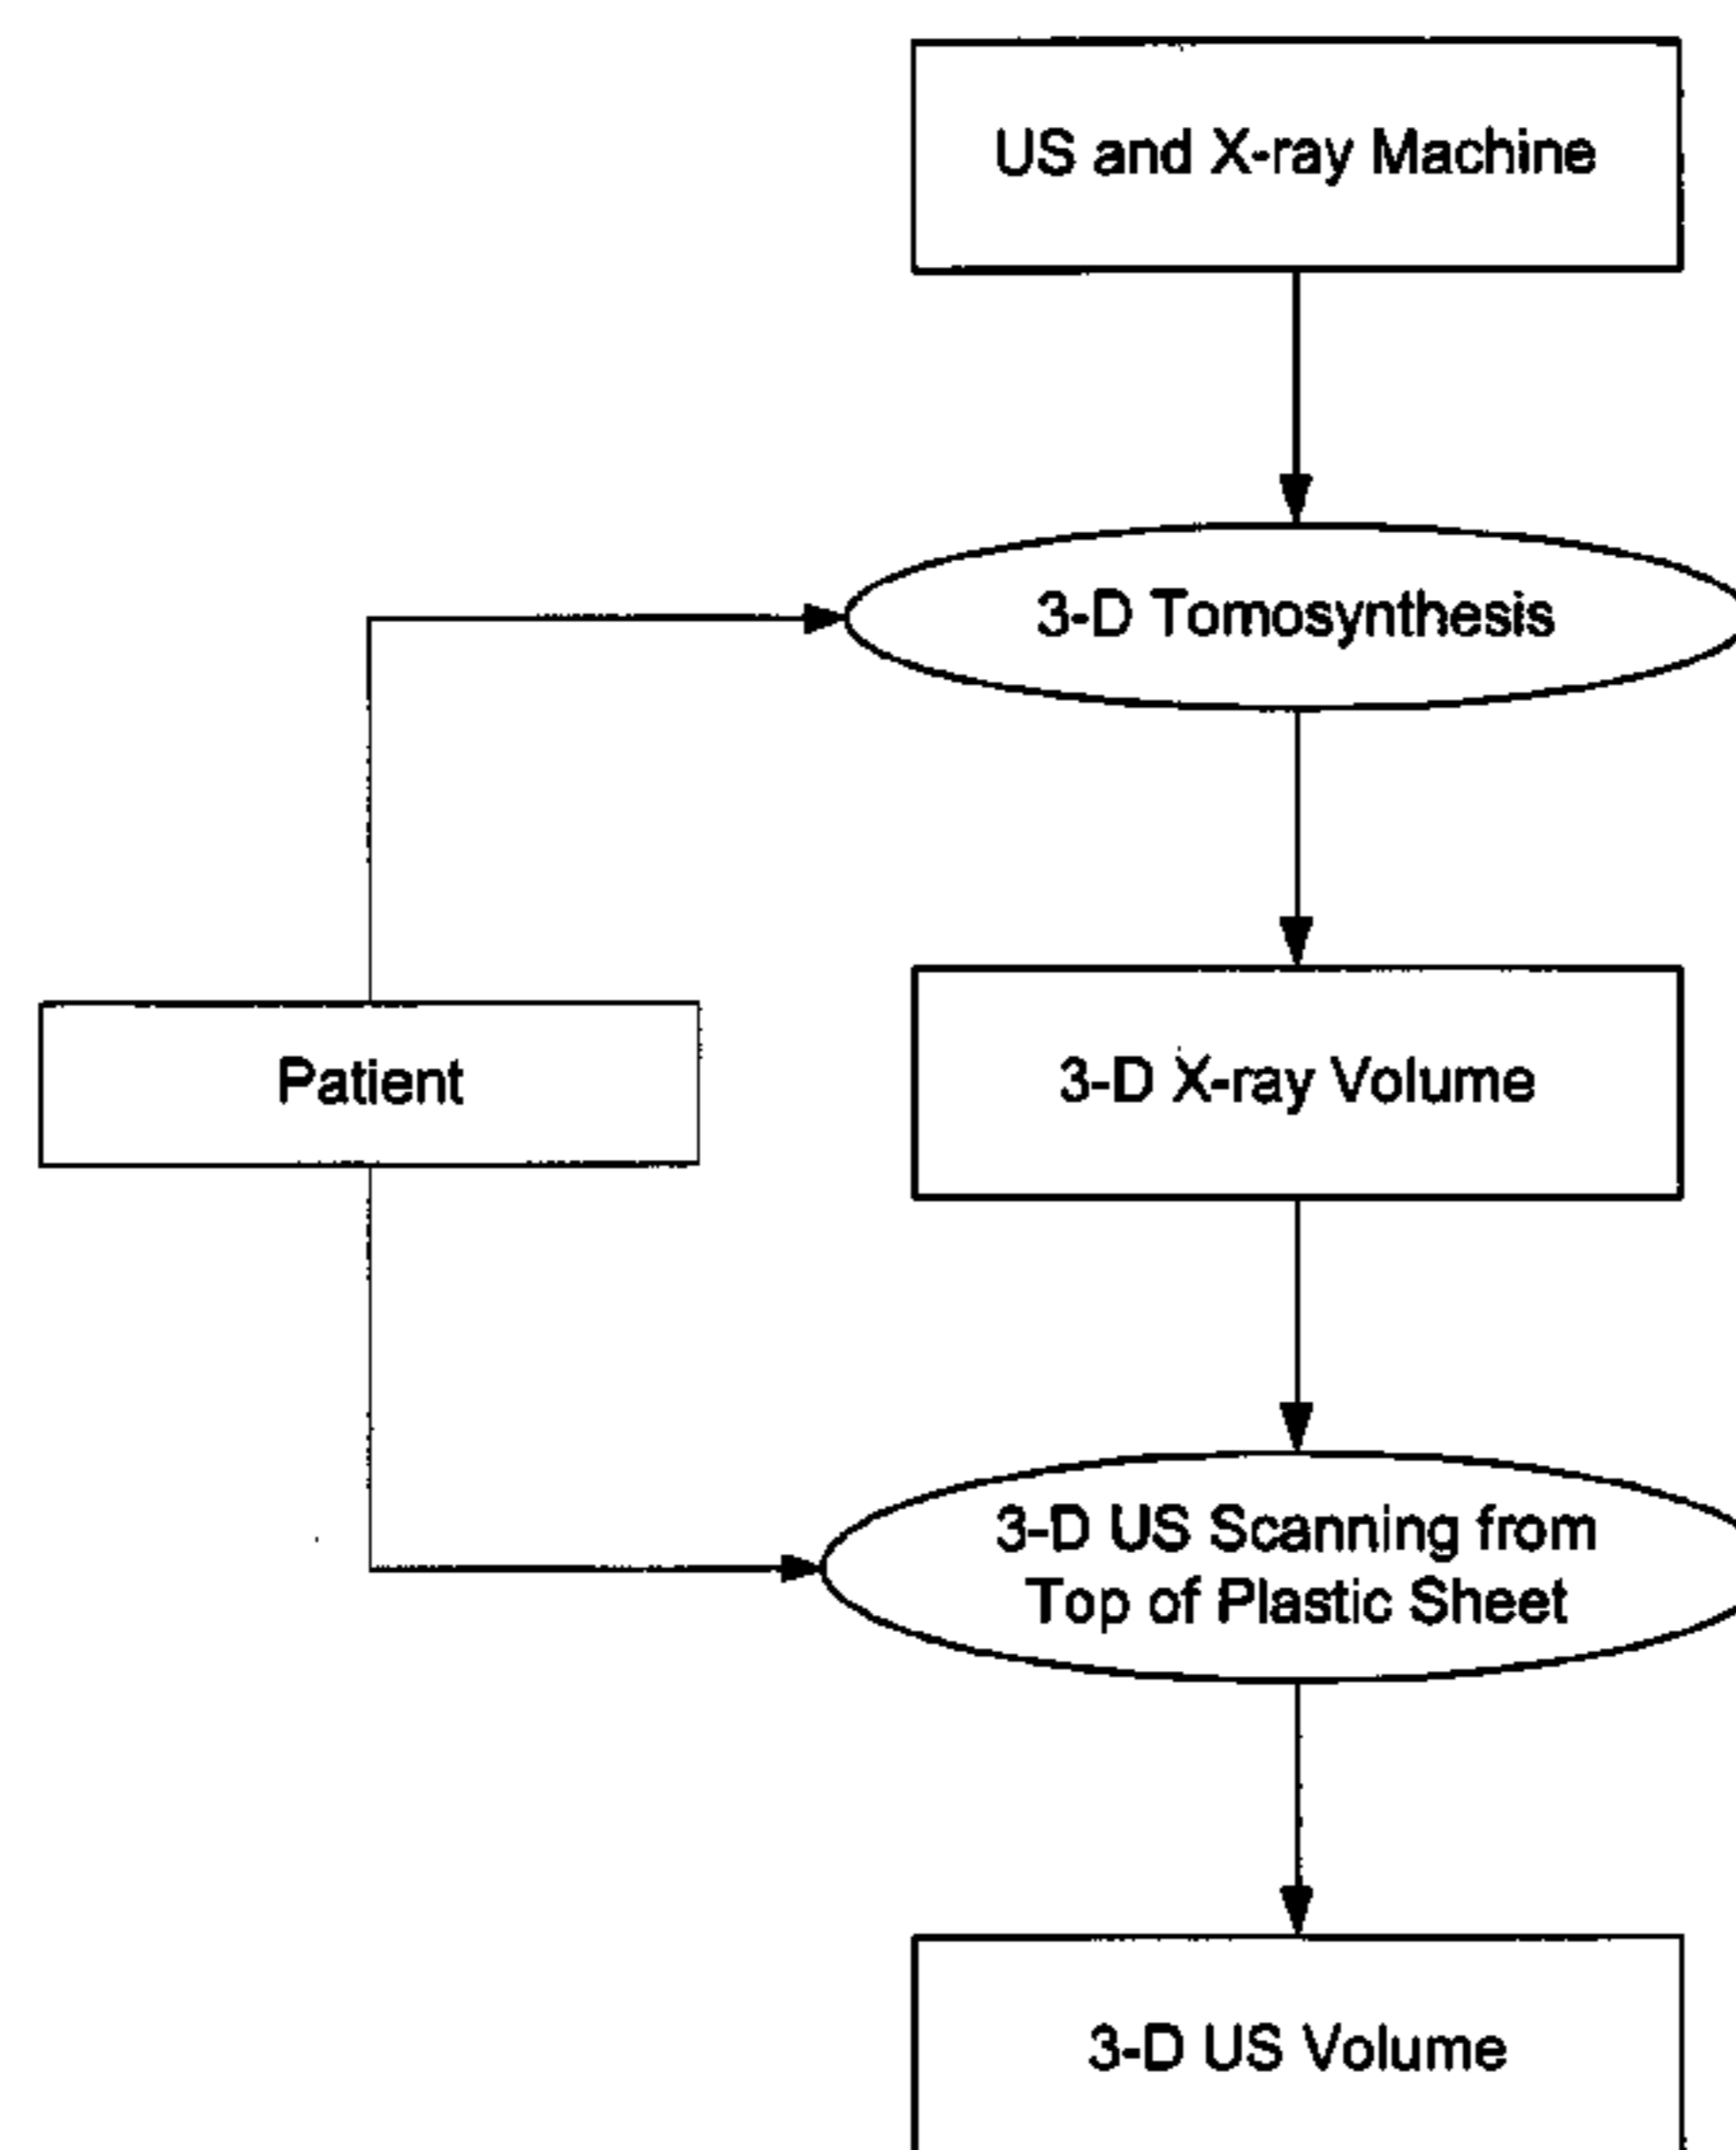 US and X-ray Machine
3-D Tomosynthesis
Patient
3-D X-ray Volume
3-D US Scanning from
Top of Plastic Sheet
3-D US Volume